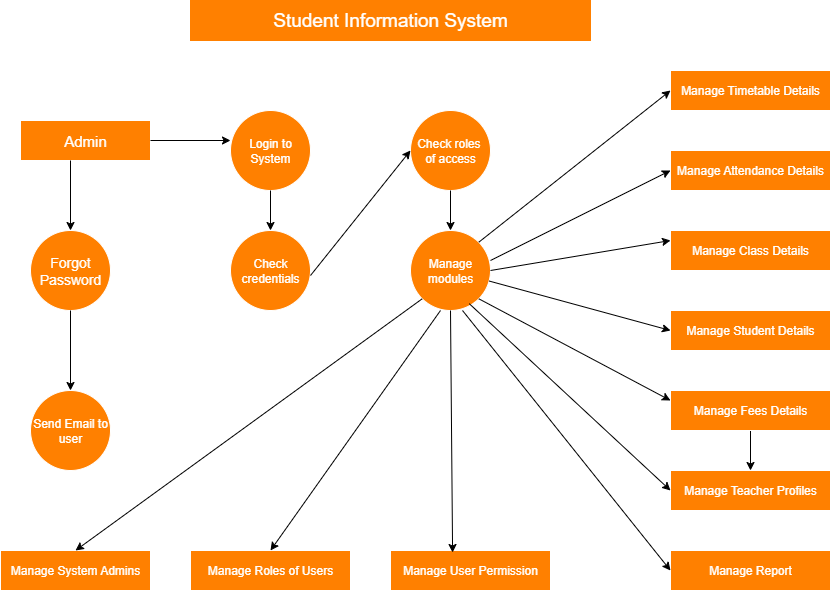 Student Information System
Manage Timetable Details
Admin
Login to
System
Check roles
of access
Manage Attendance Details
Forgot
Password
Check
credentials
Manage
modules
Manage Class Details
Manage Student Details
Send Email to
user
Manage Fees Details
Manage Teacher Profiles
Manage System Admins
Manage Roles of Users
Manage User Permission
Manage Report